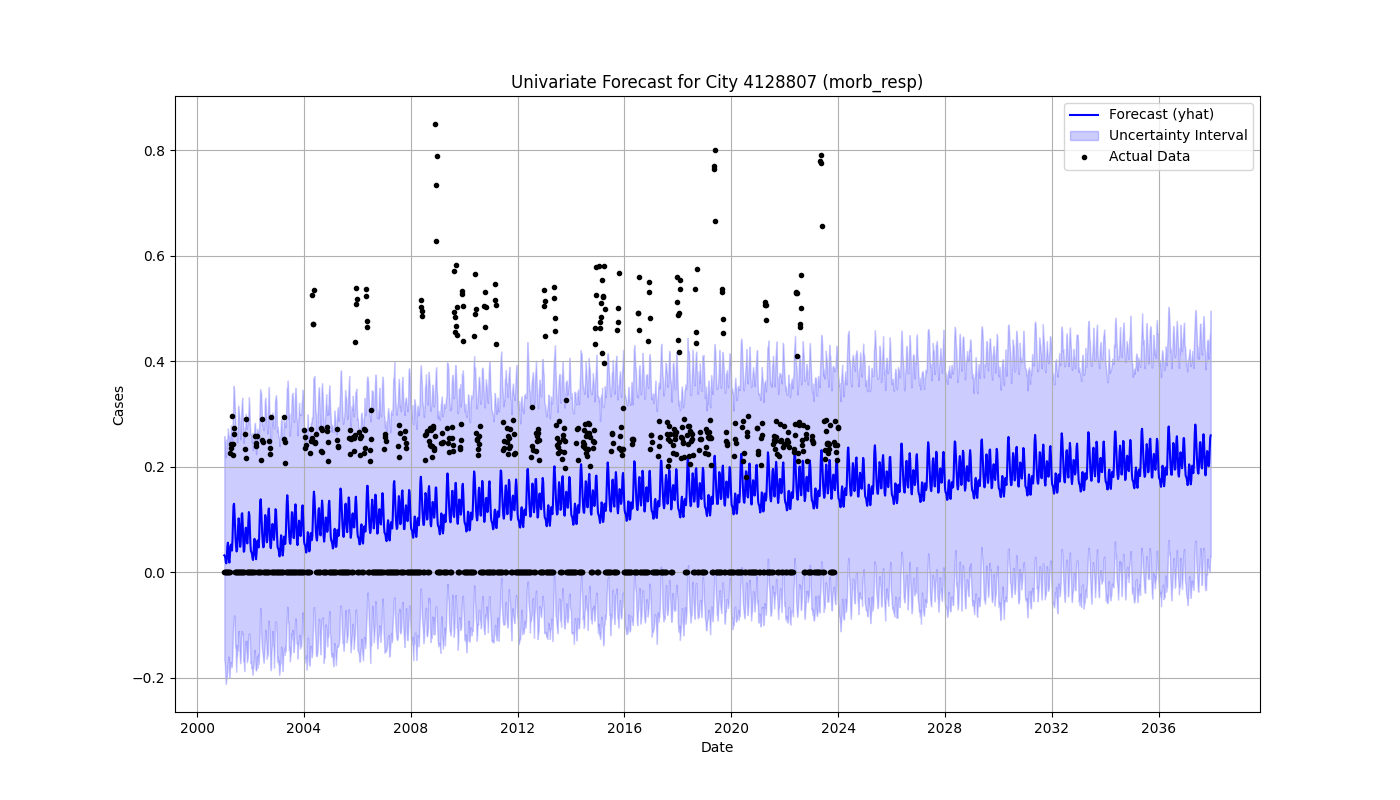 Univariate Forecast for City 4128807 (morb_resp)
Forecast (yhat)
Uncertainty Interval
Actual Data
Cases
0.8
0.6
0.4
0.2
0.0
−0.2
2000 2004 2008 2012 2016 2020 2024 2028 2032 2036
Date